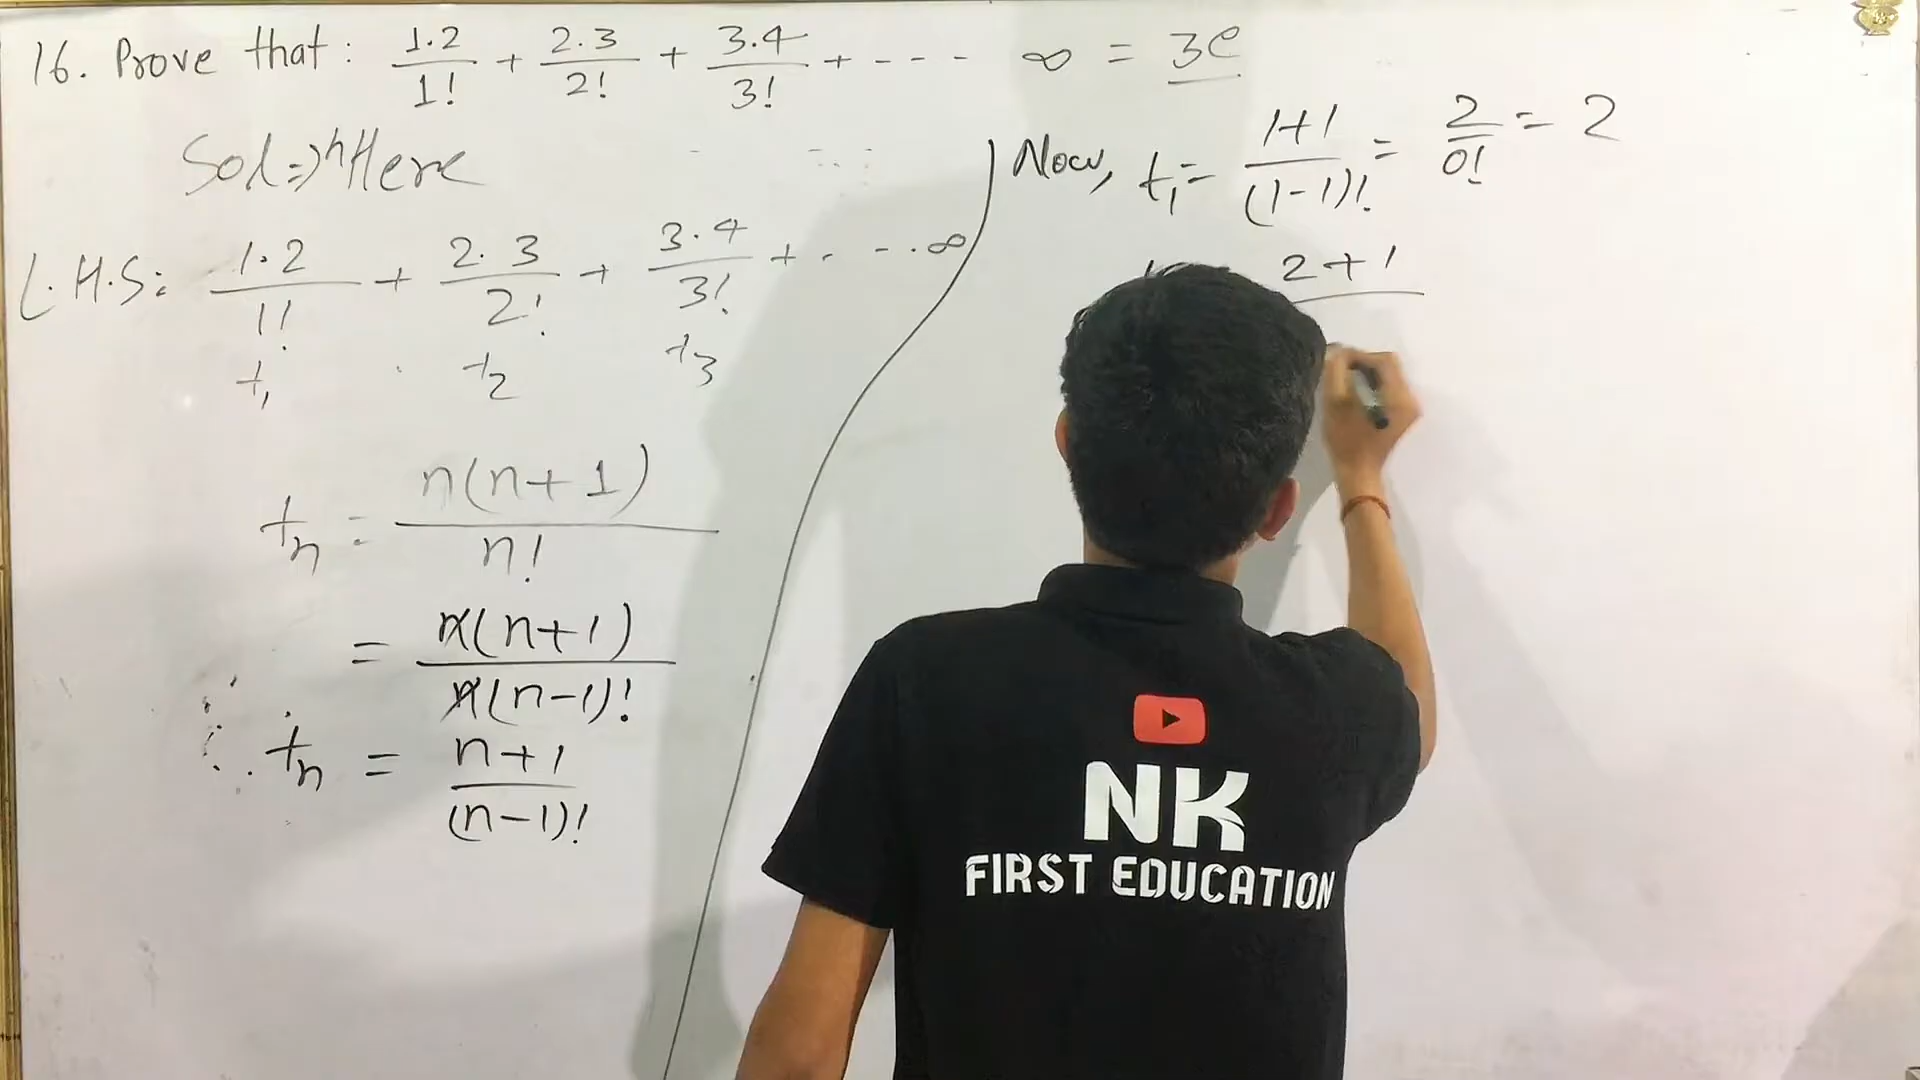 16. Prove that: 1.2/1! + 2.3/2! + 3.4/3! + ---- ∞ = 3e
Sol=>ⁿ Here
L.H.S: 1.2/1! + 2.3/2! + 3.4/3! + . - - . ∞
t₁ t₂ t₃
tₙ = n(n+1)/n!
= n(n+1)/n(n-1)!
tₙ = n+1/(n-1)!
Now, t₁ = 1+1/(1-1)! = 2/0! = 2
2+1
NK
FIRST EDUCATION